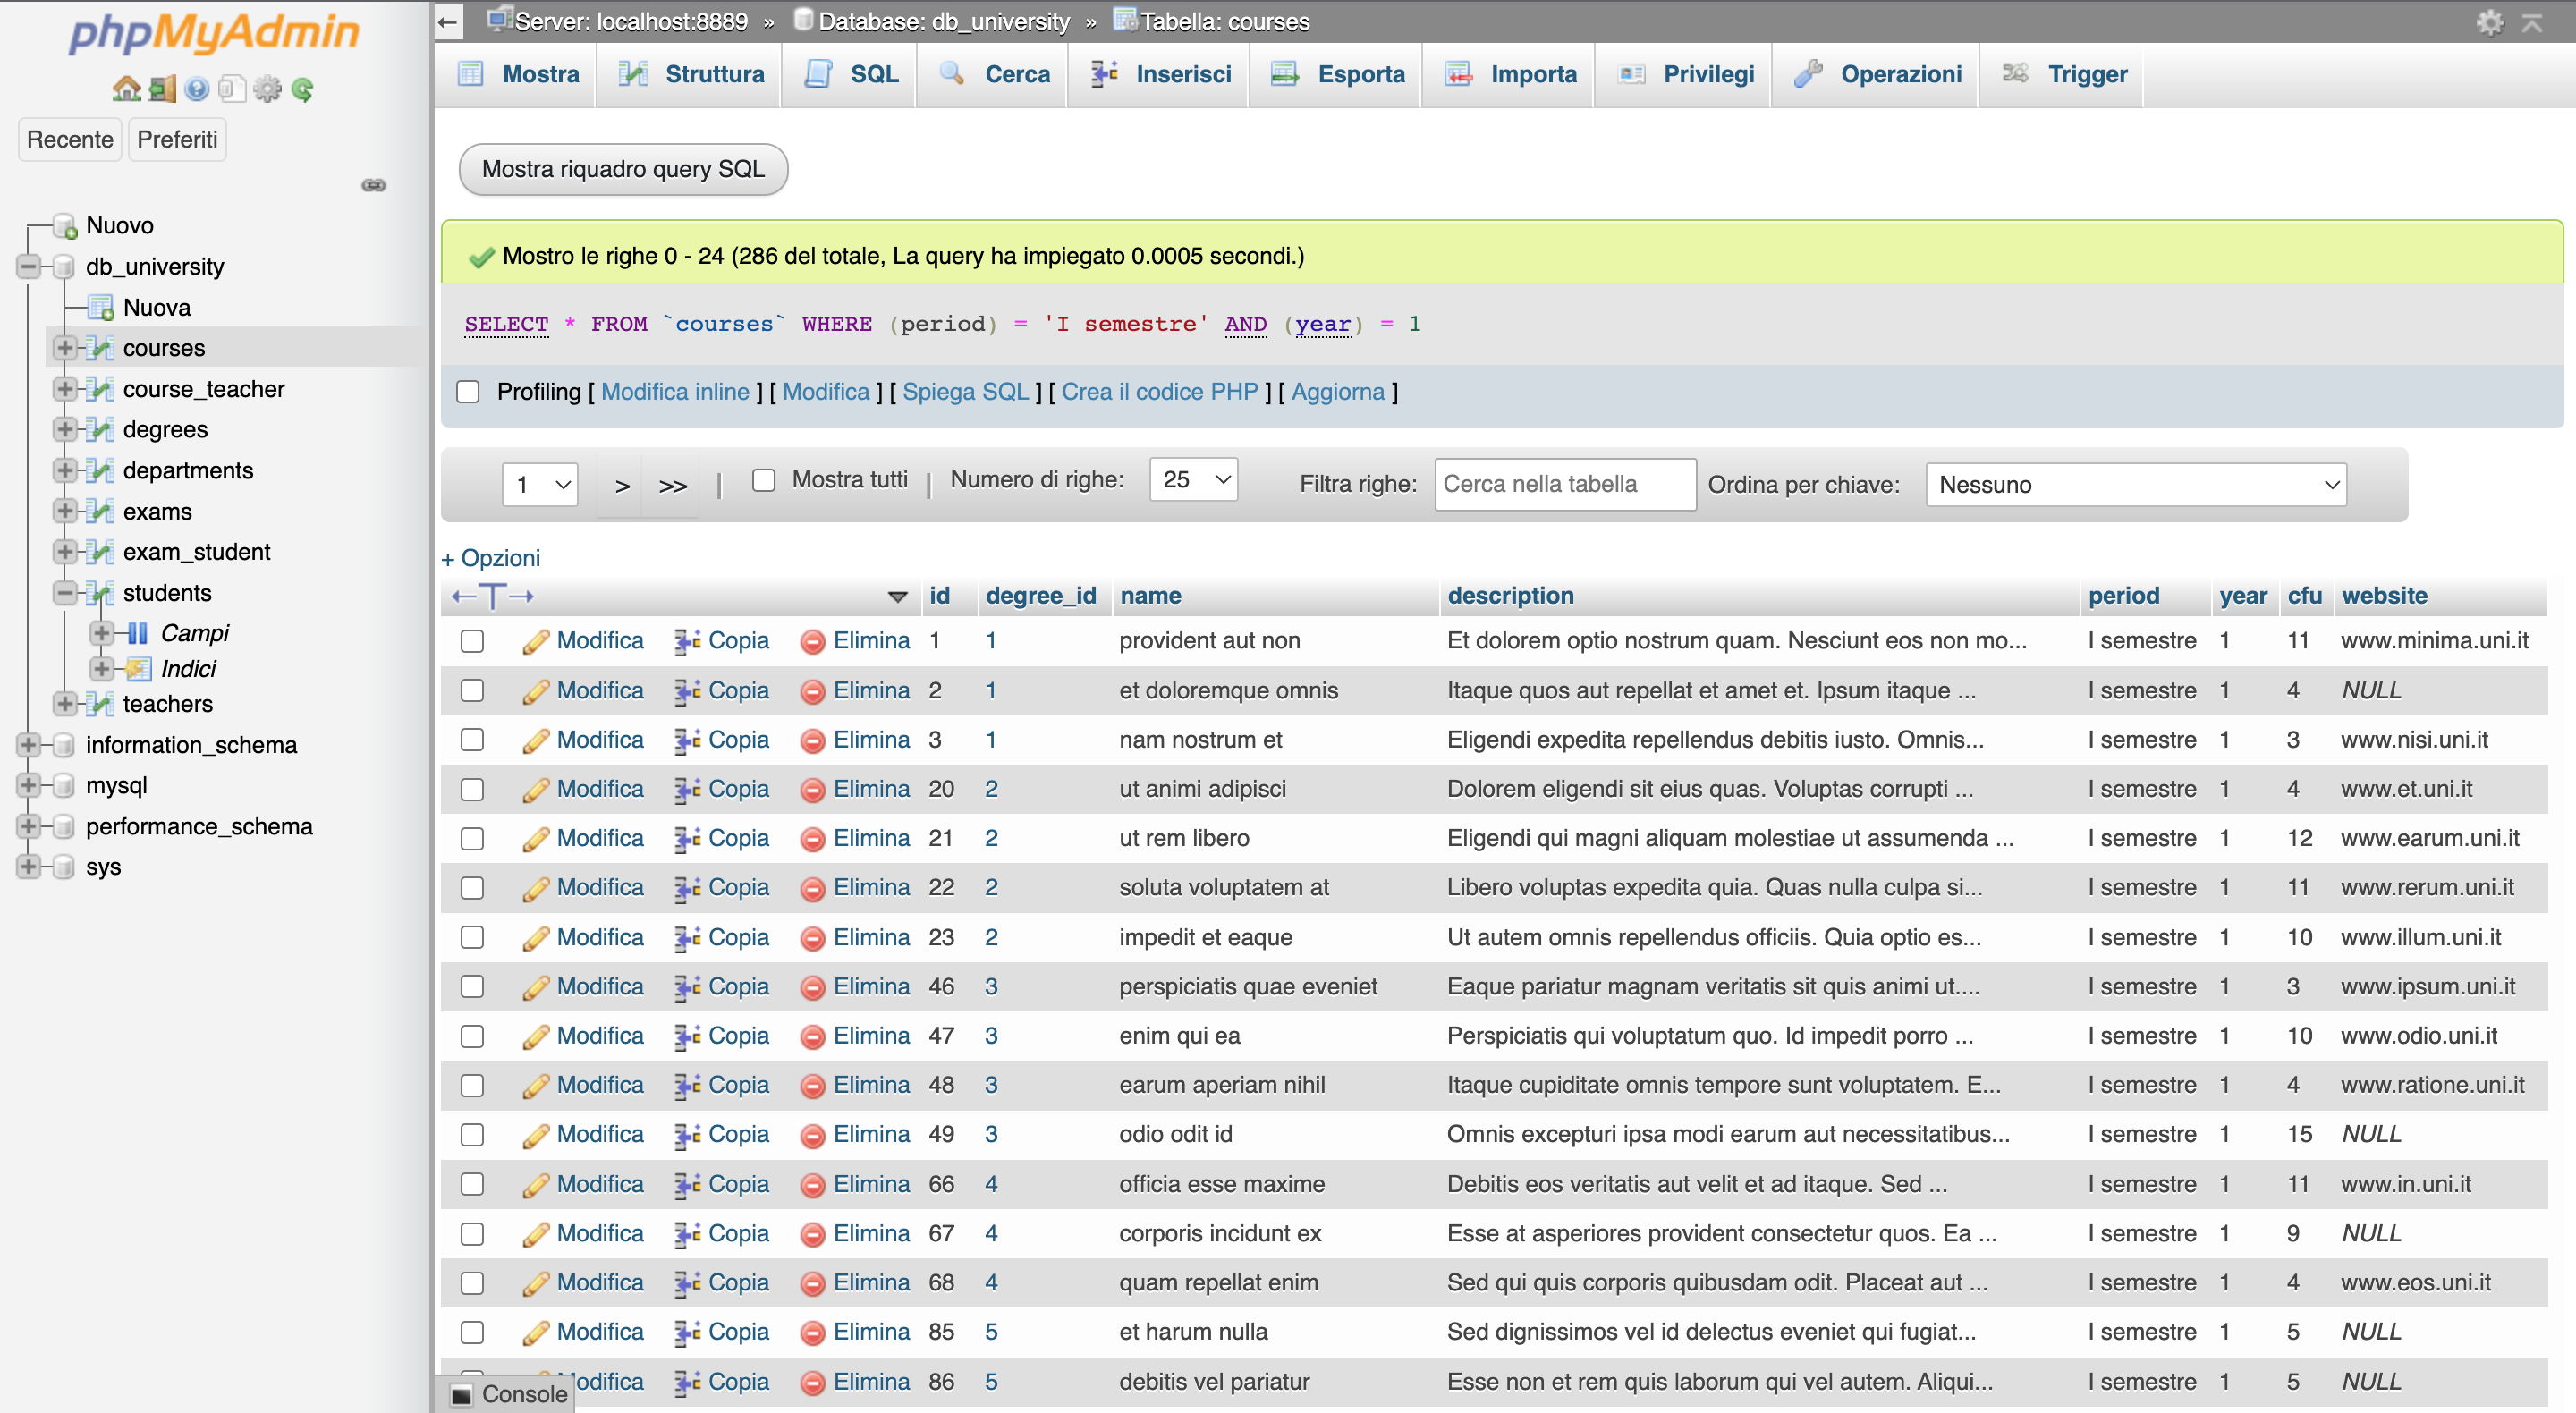 phpMyAdmin
Recente Preferiti
Nuovo
db_university
Nuova
courses
course_teacher
degrees
departments
exams
exam_student
students
Campi
Indici
teachers
information_schema
mysql
performance_schema
sys
Server: localhost:8889 » Database: db_university » Tabella: courses
Mostra Struttura SQL Cerca Inserisci Esporta Importa Privilegi Operazioni Trigger
Mostra riquadro query SQL
Mostro le righe 0 - 24 (286 del totale, La query ha impiegato 0.0005 secondi.)
SELECT * FROM `courses` WHERE (period) = 'I semestre' AND (year) = 1
Profiling [ Modifica inline ] [ Modifica ] [ Spiega SQL ] [ Crea il codice PHP ] [ Aggiorna ]
1 > >> | Mostra tutti | Numero di righe: 25 Filtra righe: Cerca nella tabella Ordina per chiave: Nessuno
+ Opzioni
←T→ id degree_id name description period year cfu website
Modifica Copia Elimina 1 1 provident aut non Et dolorem optio nostrum quam. Nesciunt eos non mo... I semestre 1 11 www.minima.uni.it
Modifica Copia Elimina 2 1 et doloremque omnis Itaque quos aut repellat et amet et. Ipsum itaque ... I semestre 1 4 NULL
Modifica Copia Elimina 3 1 nam nostrum et Eligendi expedita repellendus debitis iusto. Omnis... I semestre 1 3 www.nisi.uni.it
Modifica Copia Elimina 20 2 ut animi adipisci Dolorem eligendi sit eius quas. Voluptas corrupti ... I semestre 1 4 www.et.uni.it
Modifica Copia Elimina 21 2 ut rem libero Eligendi qui magni aliquam molestiae ut assumenda ... I semestre 1 12 www.earum.uni.it
Modifica Copia Elimina 22 2 soluta voluptatem at Libero voluptas expedita quia. Quas nulla culpa si... I semestre 1 11 www.rerum.uni.it
Modifica Copia Elimina 23 2 impedit et eaque Ut autem omnis repellendus officiis. Quia optio es... I semestre 1 10 www.illum.uni.it
Modifica Copia Elimina 46 3 perspiciatis quae eveniet Eaque pariatur magnam veritatis sit quis animi ut.... I semestre 1 3 www.ipsum.uni.it
Modifica Copia Elimina 47 3 enim qui ea Perspiciatis qui voluptatum quo. Id impedit porro ... I semestre 1 10 www.odio.uni.it
Modifica Copia Elimina 48 3 earum aperiam nihil Itaque cupiditate omnis tempore sunt voluptatem. E... I semestre 1 4 www.ratione.uni.it
Modifica Copia Elimina 49 3 odio odit id Omnis excepturi ipsa modi earum aut necessitatibus... I semestre 1 15 NULL
Modifica Copia Elimina 66 4 officia esse maxime Debitis eos veritatis aut velit et ad itaque. Sed ... I semestre 1 11 www.in.uni.it
Modifica Copia Elimina 67 4 corporis incidunt ex Esse at asperiores provident consectetur quos. Ea ... I semestre 1 9 NULL
Modifica Copia Elimina 68 4 quam repellat enim Sed qui quis corporis quibusdam odit. Placeat aut ... I semestre 1 4 www.eos.uni.it
Modifica Copia Elimina 85 5 et harum nulla Sed dignissimos vel id delectus eveniet qui fugiat... I semestre 1 5 NULL
odifica Copia Elimina 86 5 debitis vel pariatur Esse non et rem quis laborum qui vel autem. Aliqui... I semestre 1 5 NULL
Console